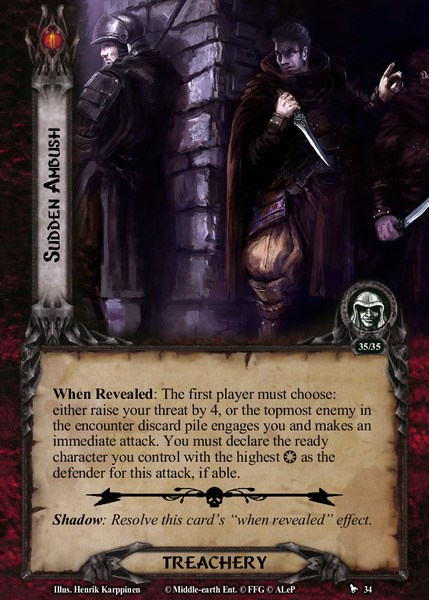 Sudden Ambush
35/35
When Revealed: The first player must choose:
either raise your threat by 4, or the topmost enemy in
the encounter discard pile engages you and makes an
immediate attack. You must declare the ready
character you control with the highest as the
defender for this attack, if able.
Shadow: Resolve this card's “when revealed” effect.
TREACHERY
Illus. Henrik Karppinen © Middle-earth Ent. © FFG © ALeP 34